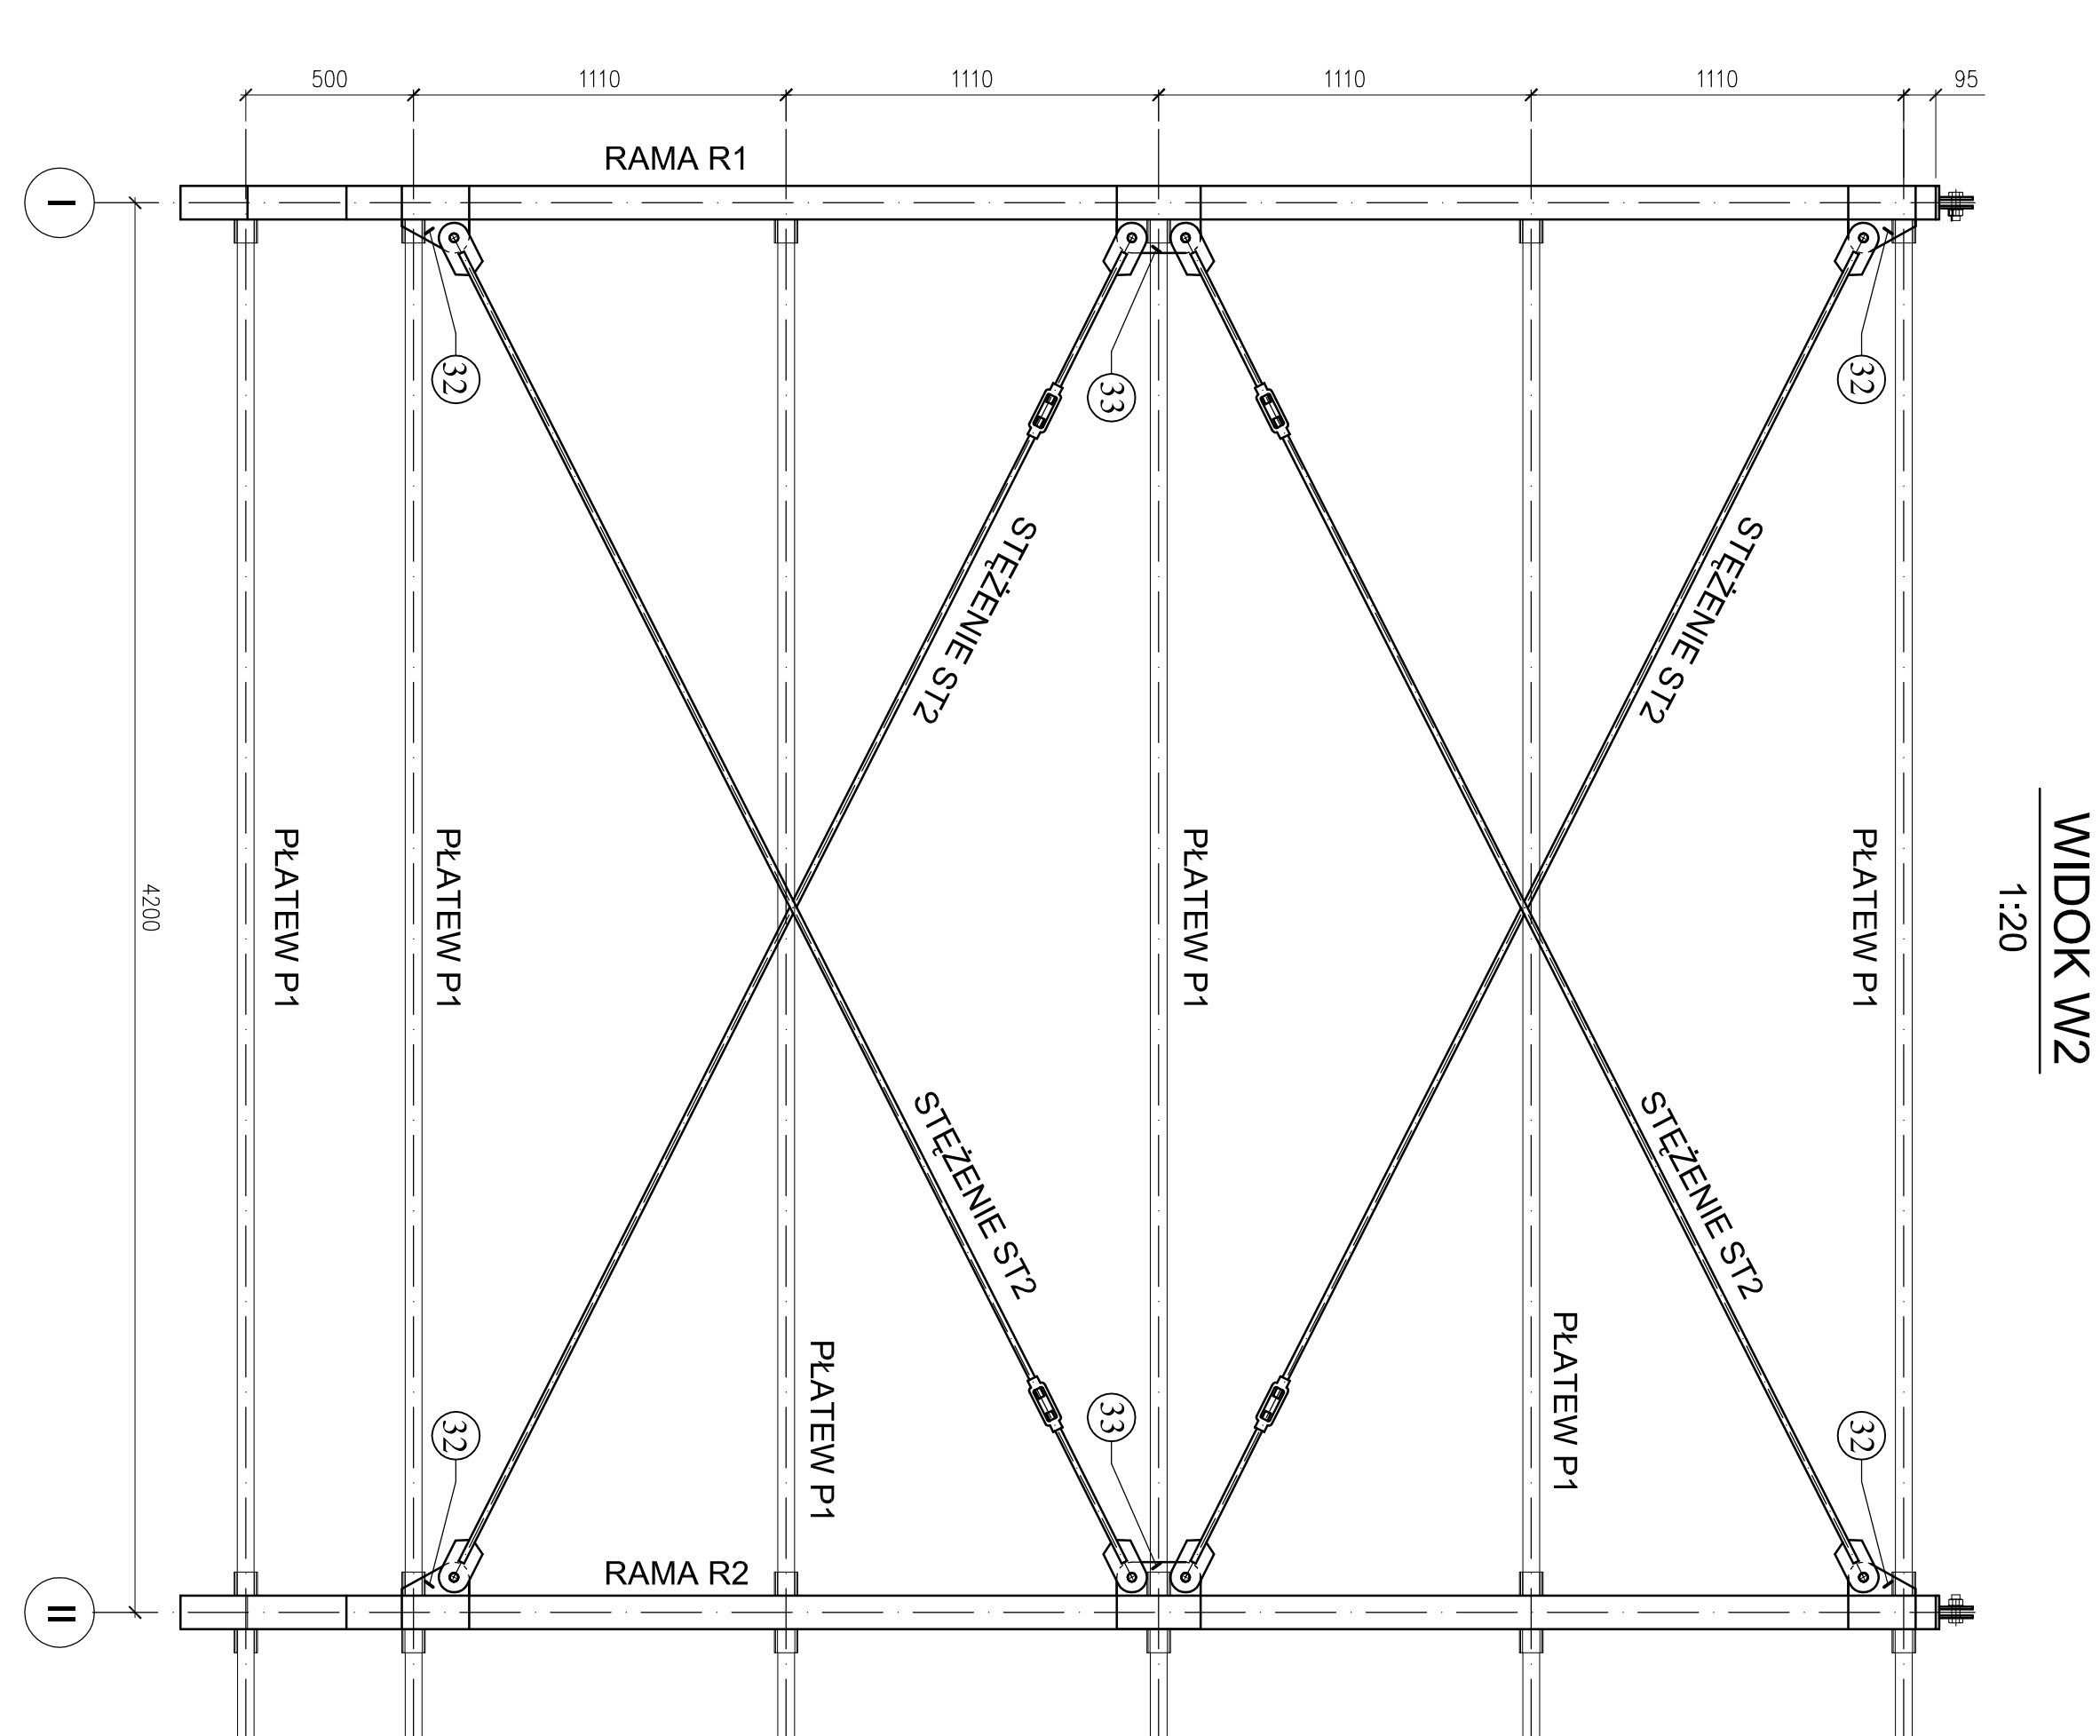 WIDOK W2
1:20
500
1110
1110
1110
1110
95
RAMA R1
I
32
33
32
STĘŻENIE ST2
STĘŻENIE ST2
PŁATEW P1
PŁATEW P1
PŁATEW P1
PŁATEW P1
4200
STĘŻENIE ST2
STĘŻENIE ST2
PŁATEW P1
PŁATEW P1
32
33
32
RAMA R2
II